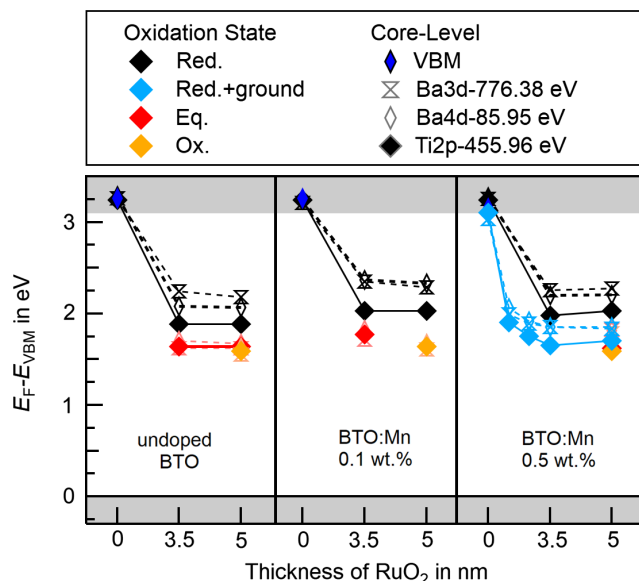 Oxidation State
Red.
Red.+ground
Eq.
Ox.
Core-Level
VBM
Ba3d-776.38 eV
Ba4d-85.95 eV
Ti2p-455.96 eV
E_F-E_VBM in eV
3
2
1
0
undoped
BTO
BTO:Mn
0.1 wt.%
BTO:Mn
0.5 wt.%
0 3.5 5 0 3.5 5 0 3.5 5
Thickness of RuO₂ in nm